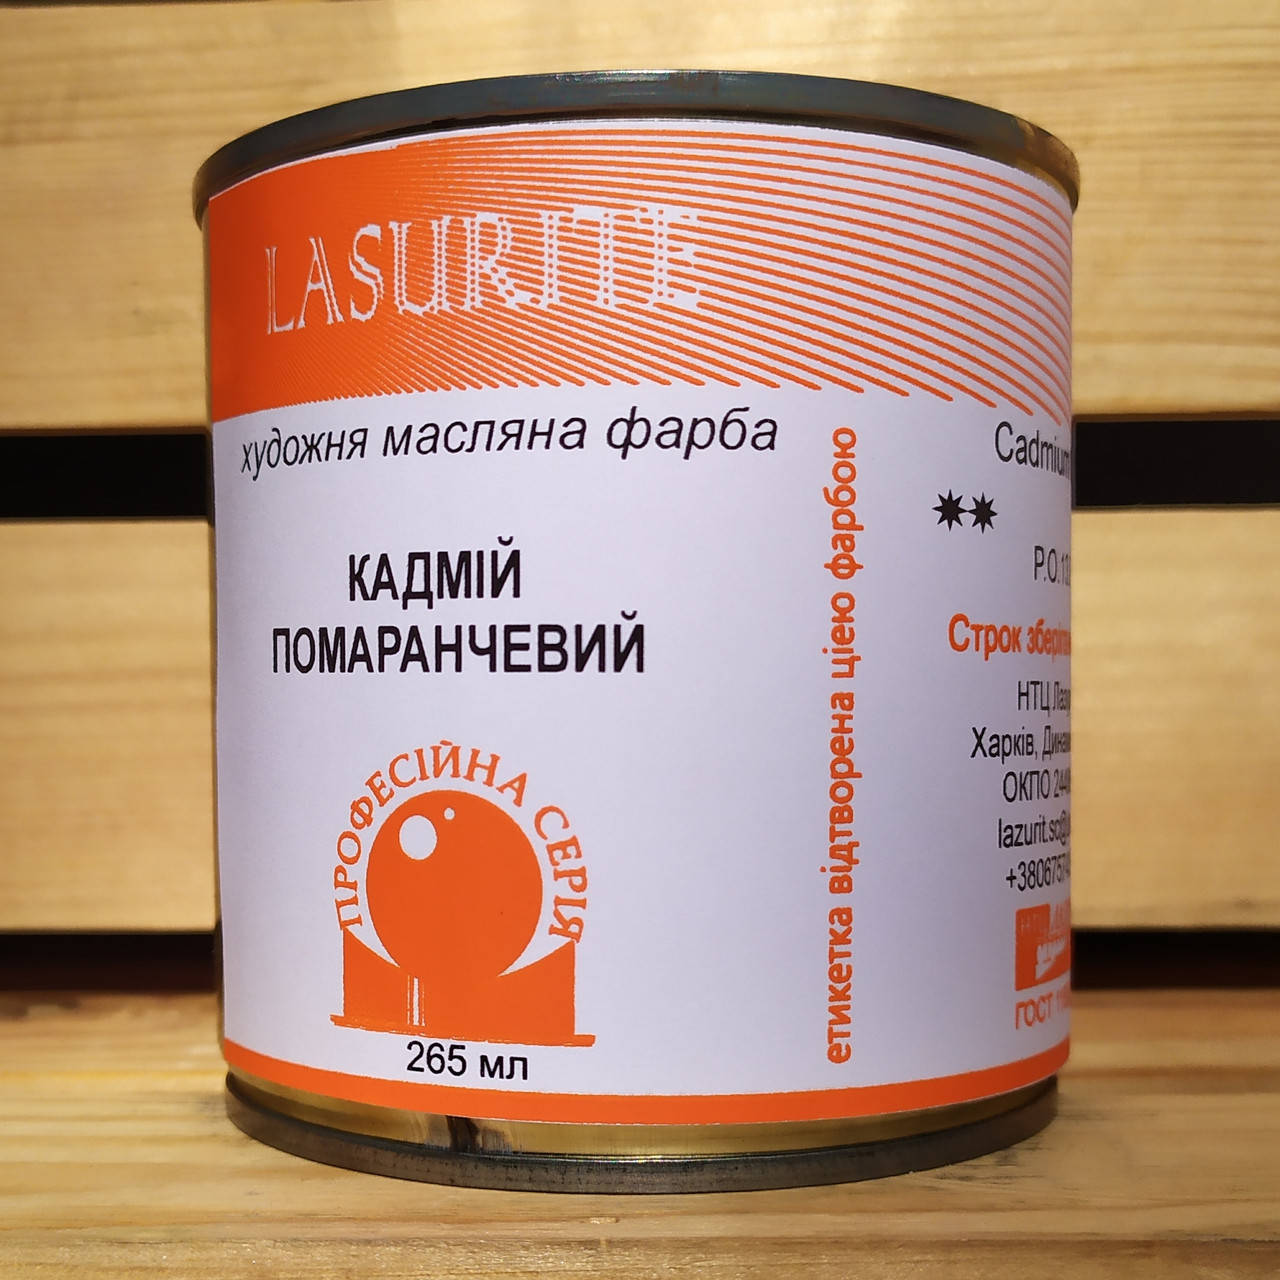 LASURITE
художня масляна фарба
КАДМІЙ
ПОМАРАНЧЕВИЙ
ПРОФЕСІЙНА СЕРІЯ
265 мл
етикетка відтворена цією фарбою
Cadmium
P.O.
Строк
НТЦ
Харків,
ОКПО
ГОСТ